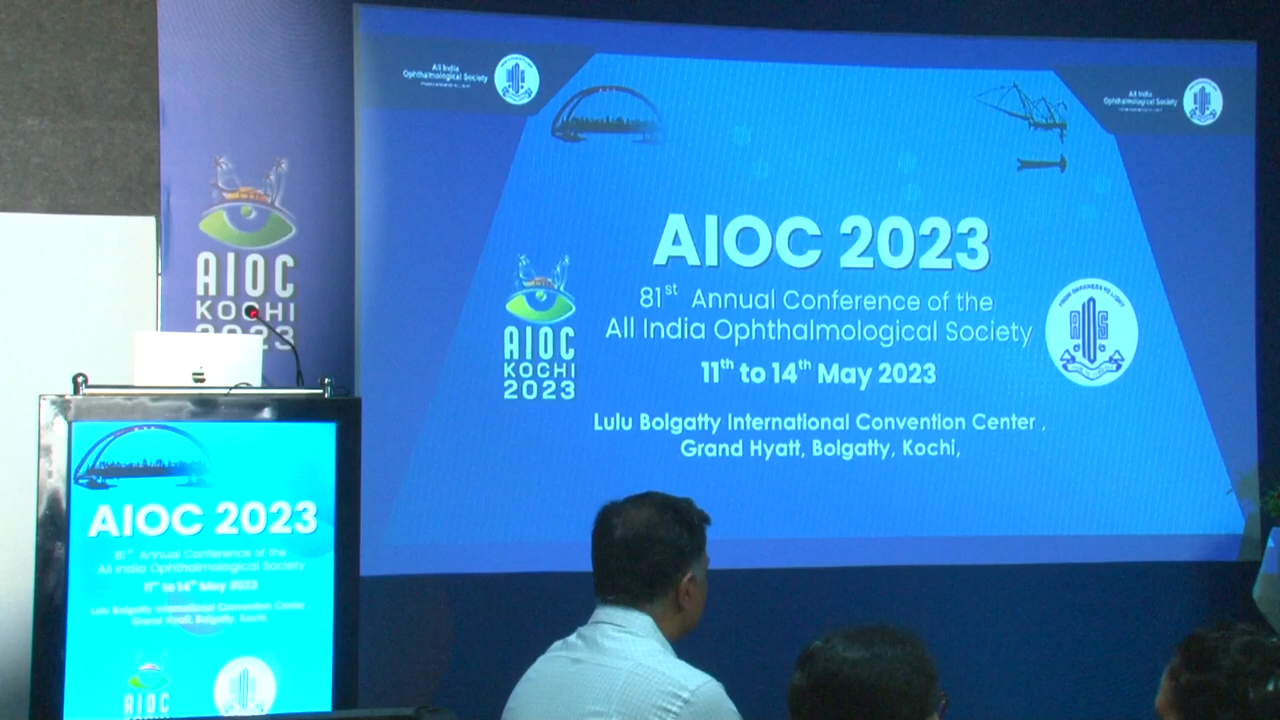 All India
Ophthalmological Society
All India
Ophthalmological Society
AIOC
KOCHI
2023
AIOC 2023
81st Annual Conference of the
All India Ophthalmological Society
11th to 14th May 2023
Lulu Bolgatty International Convention Center ,
Grand Hyatt, Bolgatty, Kochi,
AIOC
KOCHI
2023
FROM DARKNESS TO LIGHT
AIOC 2023
81st Annual Conference of the
All India Ophthalmological Society
11th to 14th May 2023
Lulu Bolgatty International Convention Center
Grand Hyatt, Bolgatty, Kochi,
AIOC